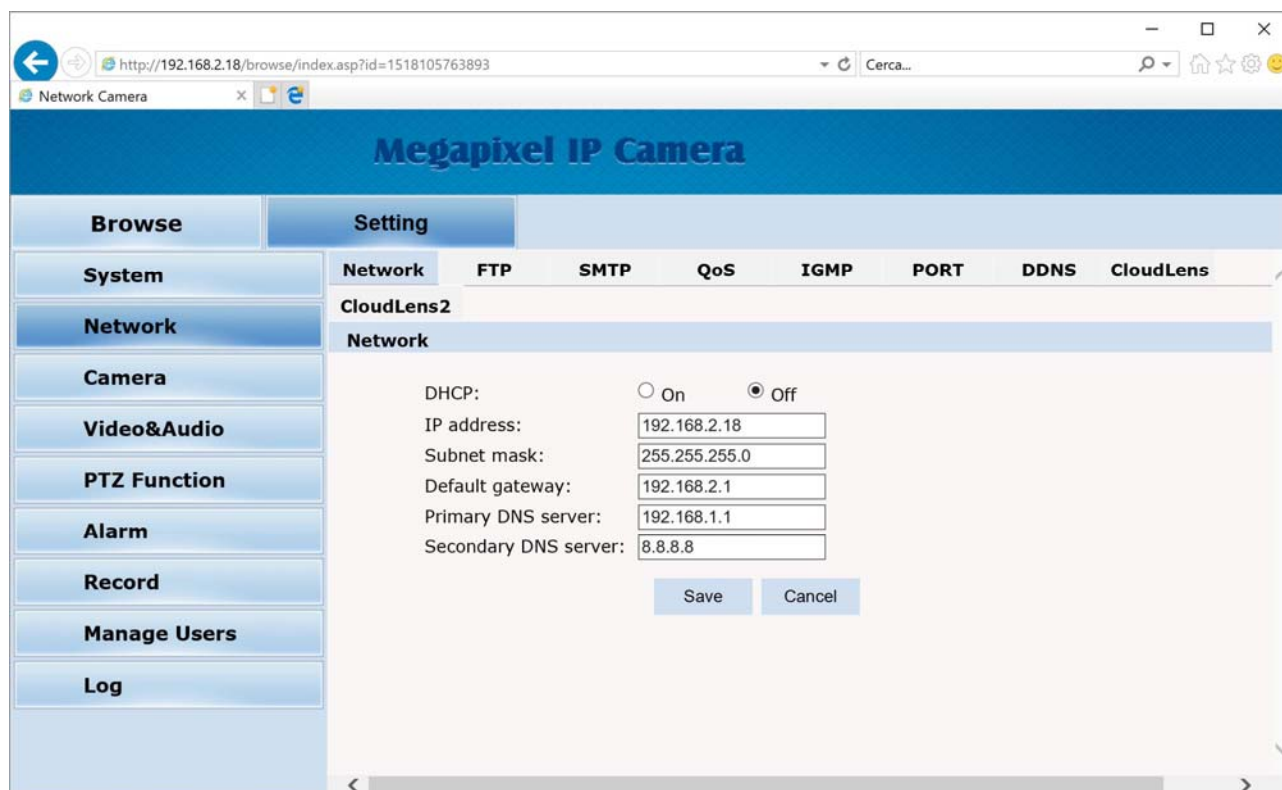 http://192.168.2.18/browse/index.asp?id=1518105763893 Cerca...
Network Camera
Megapixel IP Camera
Browse Setting
System
Network
Camera
Video&Audio
PTZ Function
Alarm
Record
Manage Users
Log
Network FTP SMTP QoS IGMP PORT DDNS CloudLens
CloudLens2
Network
DHCP: On Off
IP address: 192.168.2.18
Subnet mask: 255.255.255.0
Default gateway: 192.168.2.1
Primary DNS server: 192.168.1.1
Secondary DNS server: 8.8.8.8
Save Cancel